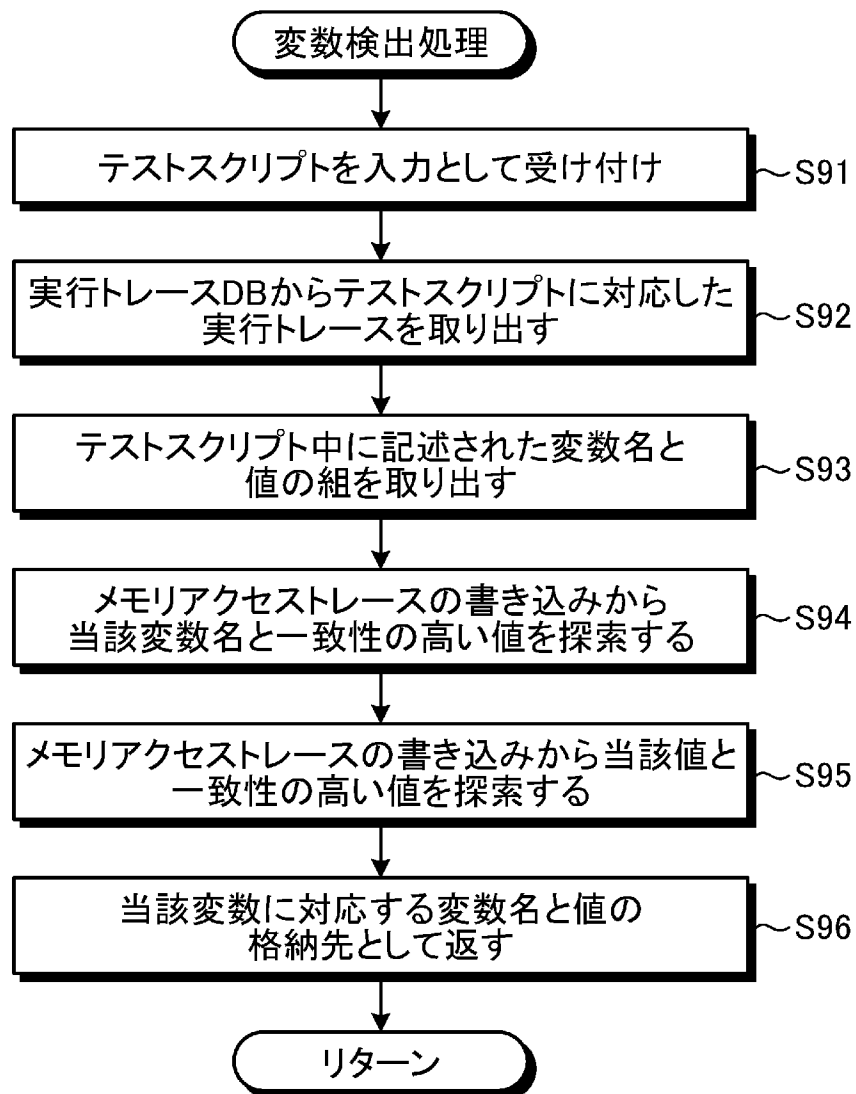 変数検出処理
テストスクリプトを入力として受け付け
～S91
実行トレースDBからテストスクリプトに対応した
実行トレースを取り出す
～S92
テストスクリプト中に記述された変数名と
値の組を取り出す
～S93
メモリアクセストレースの書き込みから
当該変数名と一致性の高い値を探索する
～S94
メモリアクセストレースの書き込みから当該値と
一致性の高い値を探索する
～S95
当該変数に対応する変数名と値の
格納先として返す
～S96
リターン